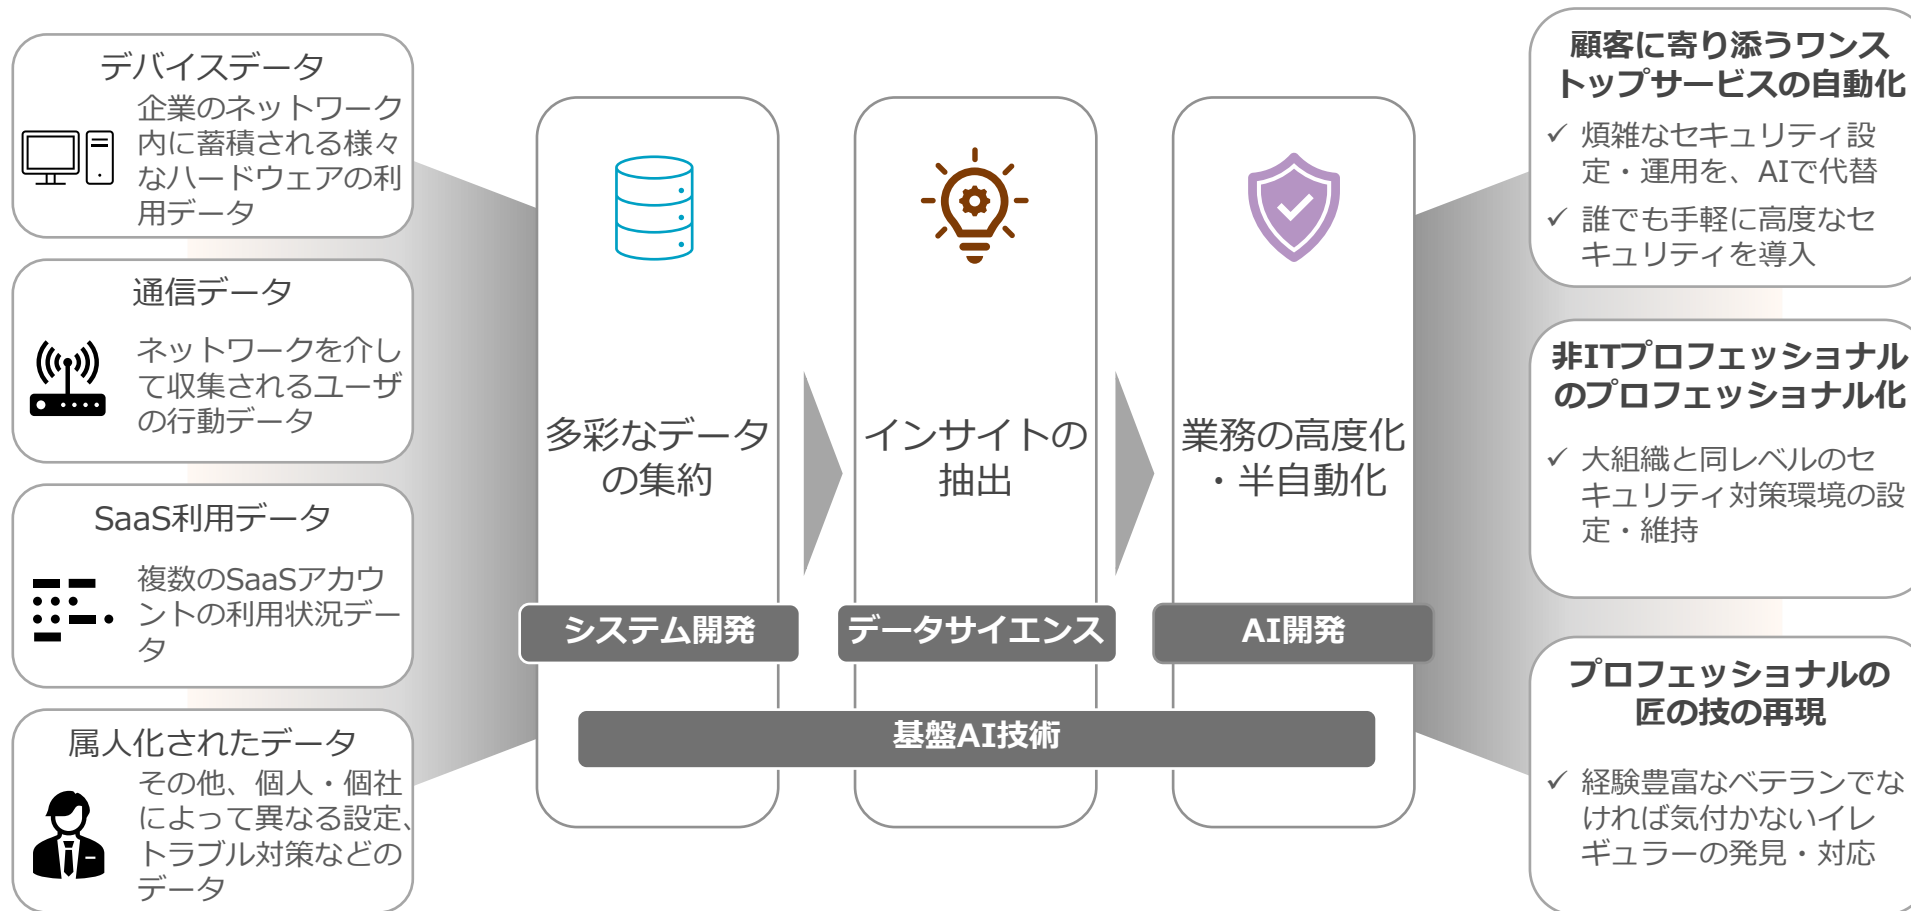 デバイスデータ
企業のネットワーク
内に蓄積される様々
なハードウェアの利
用データ
通信データ
ネットワークを介し
て収集されるユーザ
の行動データ
SaaS利用データ
複数のSaaSアカウ
ントの利用状況デー
タ
属人化されたデータ
その他、個人・個社
によって異なる設定、
トラブル対策などの
データ
多彩なデータ
の集約
システム開発
インサイトの
抽出
データサイエンス
業務の高度化
・半自動化
AI開発
基盤AI技術
顧客に寄り添うワンス
トップサービスの自動化
✓ 煩雑なセキュリティ設
定・運用を、AIで代替
✓ 誰でも手軽に高度なセ
キュリティを導入
非ITプロフェッショナル
のプロフェッショナル化
✓ 大組織と同レベルのセ
キュリティ対策環境の設
定・維持
プロフェッショナルの
匠の技の再現
✓ 経験豊富なベテランでな
ければ気付かないイレ
ギュラーの発見・対応